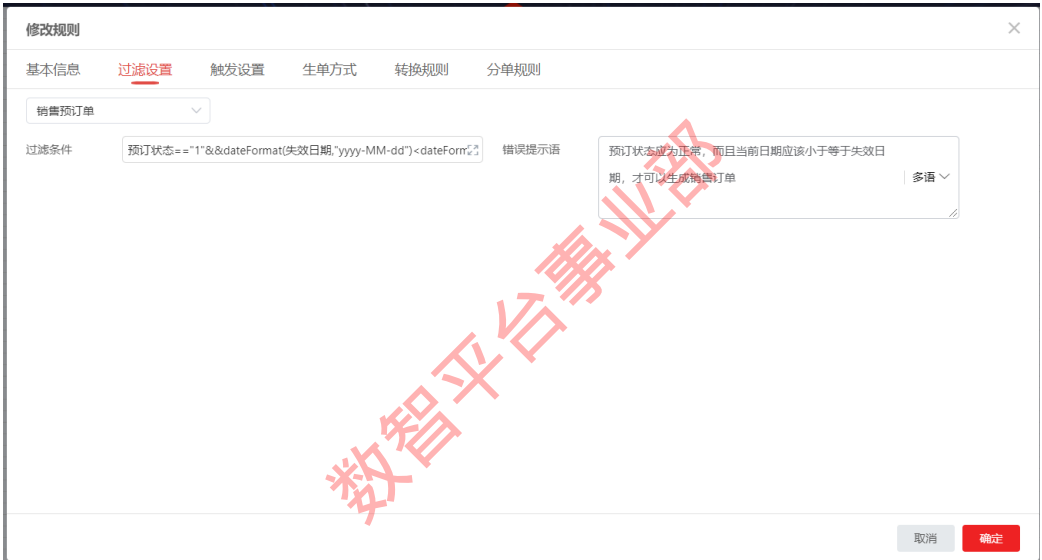 修改规则
基本信息 过滤设置 触发设置 生单方式 转换规则 分单规则
销售预订单
过滤条件 预订状态=="1"&&dateFormat(失效日期,"yyyy-MM-dd")<dateForm 错误提示语 预订状态应为正常，而且当前日期应该小于等于失效日
期，才可以生成销售订单 多语
数智平台事业部
取消 确定